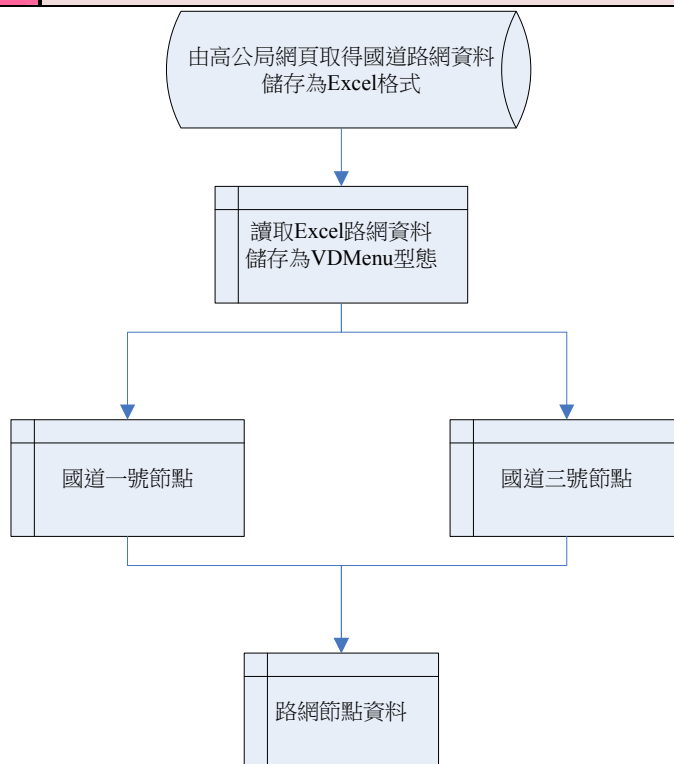 由高公局網頁取得國道路網資料
儲存為Excel格式
讀取Excel路網資料
儲存為VDMenu型態
國道一號節點
國道三號節點
路網節點資料